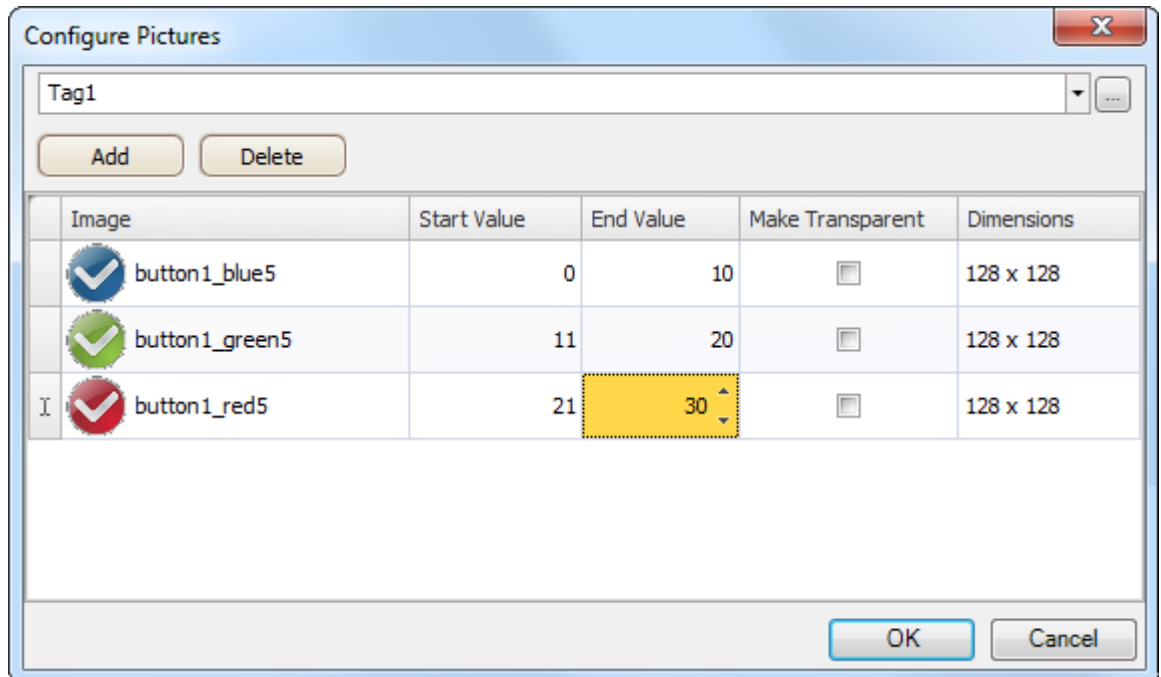 Configure Pictures
Tag1
...
Add Delete
Image Start Value End Value Make Transparent Dimensions
button1_blue5 0 10 128 x 128
button1_green5 11 20 128 x 128
button1_red5 21 30 128 x 128
OK Cancel